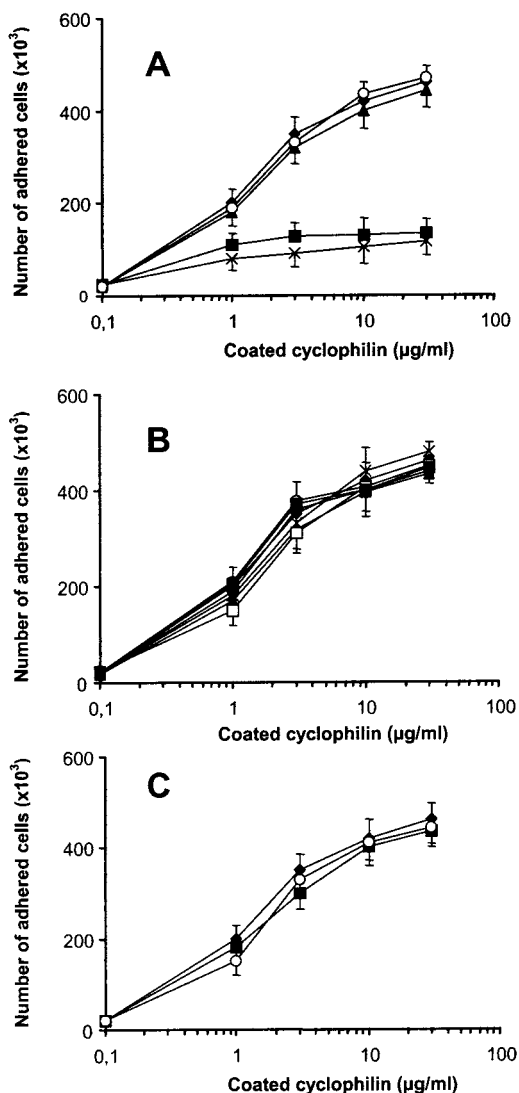 A
Number of adhered cells (x10³)
600
400
200
0
0,1
1
10
100
Coated cyclophilin (µg/ml)
B
Number of adhered cells (x10³)
600
400
200
0
0,1
1
10
100
Coated cyclophilin (µg/ml)
C
Number of adhered cells (x10³)
600
400
200
0
0,1
1
10
100
Coated cyclophilin (µg/ml)